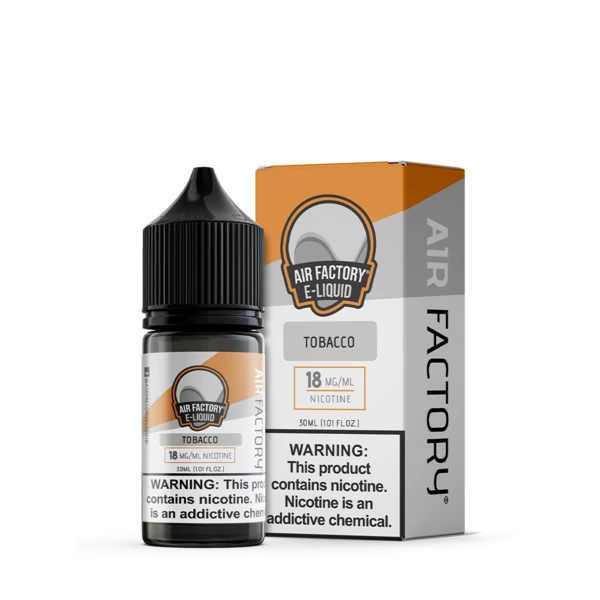 AIR FACTORY®
E-LIQUID
TOBACCO
18 MG/ML
NICOTINE
30ML (1.01 FL.OZ.)
WARNING:
This product
contains nicotine.
Nicotine is an
addictive chemical.
AIR FACTORY®
AIR FACTORY
E-LIQUID
TOBACCO
18 MG/ML NICOTINE
30ML (1.01 FL.OZ.)
WARNING: This p
contains nicotine. Nic
is an addictive chem
AIR FACTORY